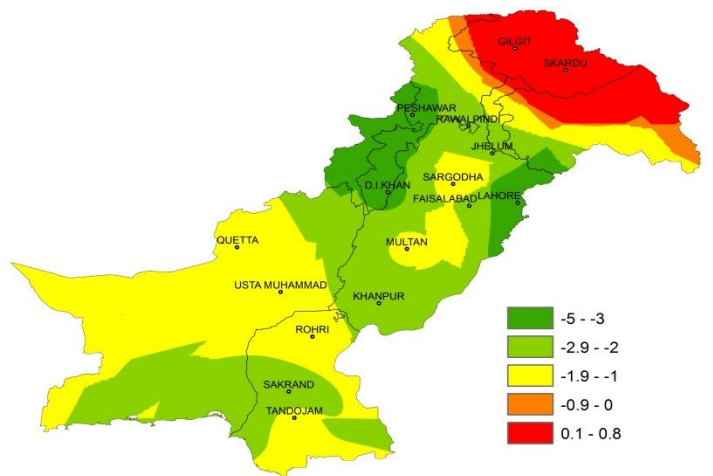 GILGIT
SKARDU
PESHAWAR
RAWALPINDI
JHELUM
SARGODHA
D.I.KHAN
FAISALABAD
LAHORE
QUETTA
MULTAN
USTA MUHAMMAD
KHANPUR
ROHRI
SAKRAND
TANDOJAM
-5 - -3
-2.9 - -2
-1.9 - -1
-0.9 - 0
0.1 - 0.8